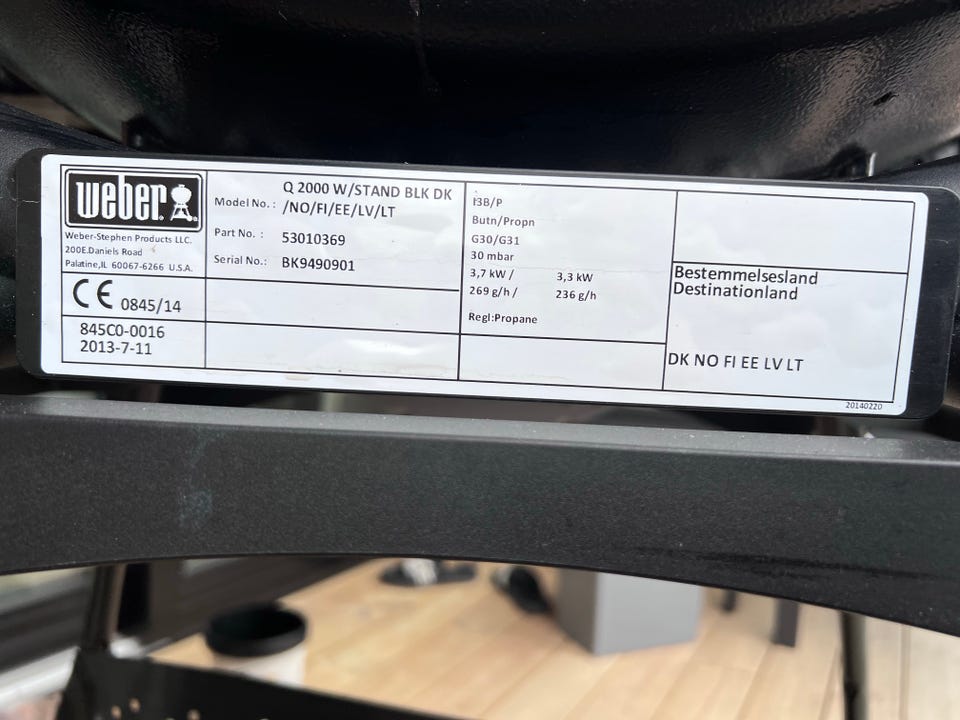 weber
Weber-Stephen Products LLC.
200E.Daniels Road
Palatine,IL 60067-6266 U.S.A.
CE 0845/14
845C0-0016
2013-7-11
Model No. : Q 2000 W/STAND BLK DK
/NO/FI/EE/LV/LT
Part No. : 53010369
Serial No.: BK9490901
I3B/P
Butn/Propn
G30/G31
30 mbar
3,7 kW / 3,3 kW
269 g/h / 236 g/h
Regl:Propane
Bestemmelsesland
Destinationland
DK NO FI EE LV LT
20140220